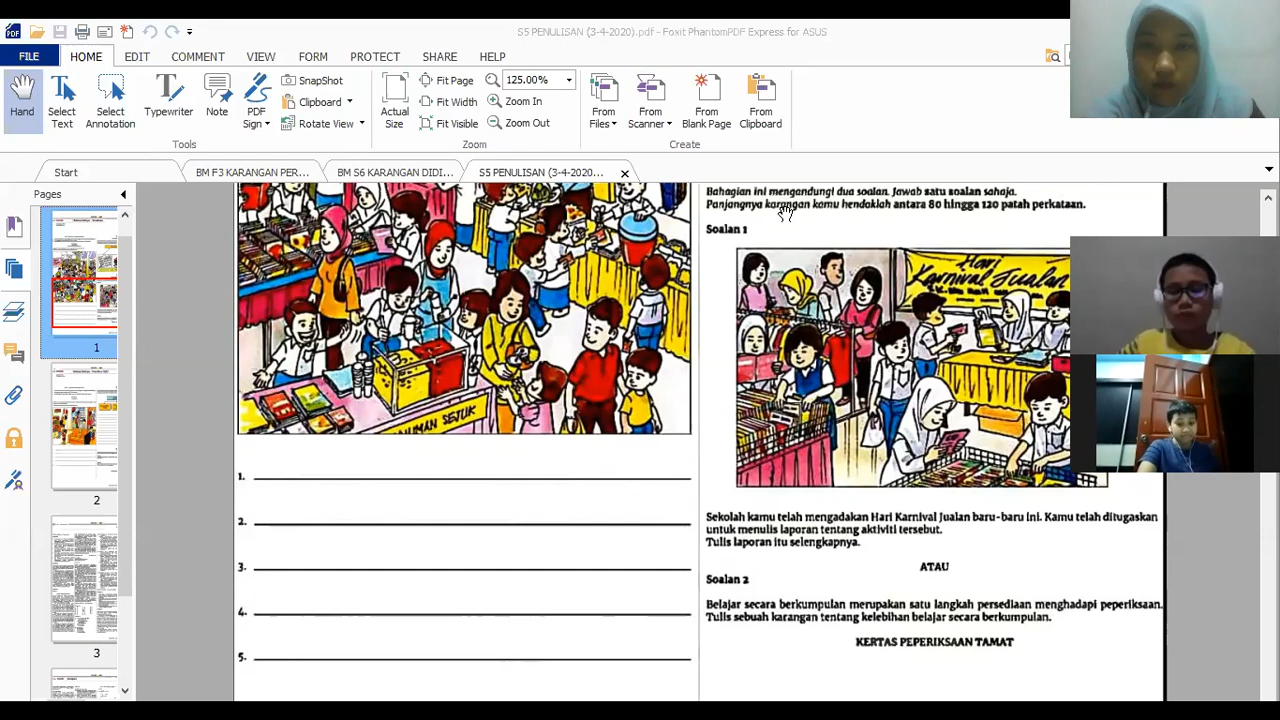 S5 PENULISAN (3-4-2020).pdf - Foxit PhantomPDF Express for ASUS
FILE HOME EDIT COMMENT VIEW FORM PROTECT SHARE HELP
Hand
Select Text
Select Annotation
Typewriter
Note
PDF Sign
SnapShot
Clipboard
Rotate View
Tools
Actual Size
Fit Page
Fit Width
Fit Visible
125.00%
Zoom In
Zoom Out
Zoom
From Files
From Scanner
From Blank Page
From Clipboard
Create
Start
BM F3 KARANGAN PER...
BM S6 KARANGAN DIDI...
S5 PENULISAN (3-4-2020...
Pages
1
2
3
MINUMAN SEJUK
1.
2.
3.
4.
5.
Bahagian ini mengandungi dua soalan. Jawab satu soalan sahaja.
Panjangnya karangan kamu hendaklah antara 80 hingga 120 patah perkataan.
Soalan 1
Hari
Karnival Jualan
Sekolah kamu telah mengadakan Hari Karnival Jualan baru-baru ini. Kamu telah ditugaskan
untuk menulis laporan tentang aktiviti tersebut.
Tulis laporan itu selengkapnya.
ATAU
Soalan 2
Belajar secara berkumpulan merupakan satu langkah persediaan menghadapi peperiksaan.
Tulis sebuah karangan tentang kelebihan belajar secara berkumpulan.
KERTAS PEPERIKSAAN TAMAT